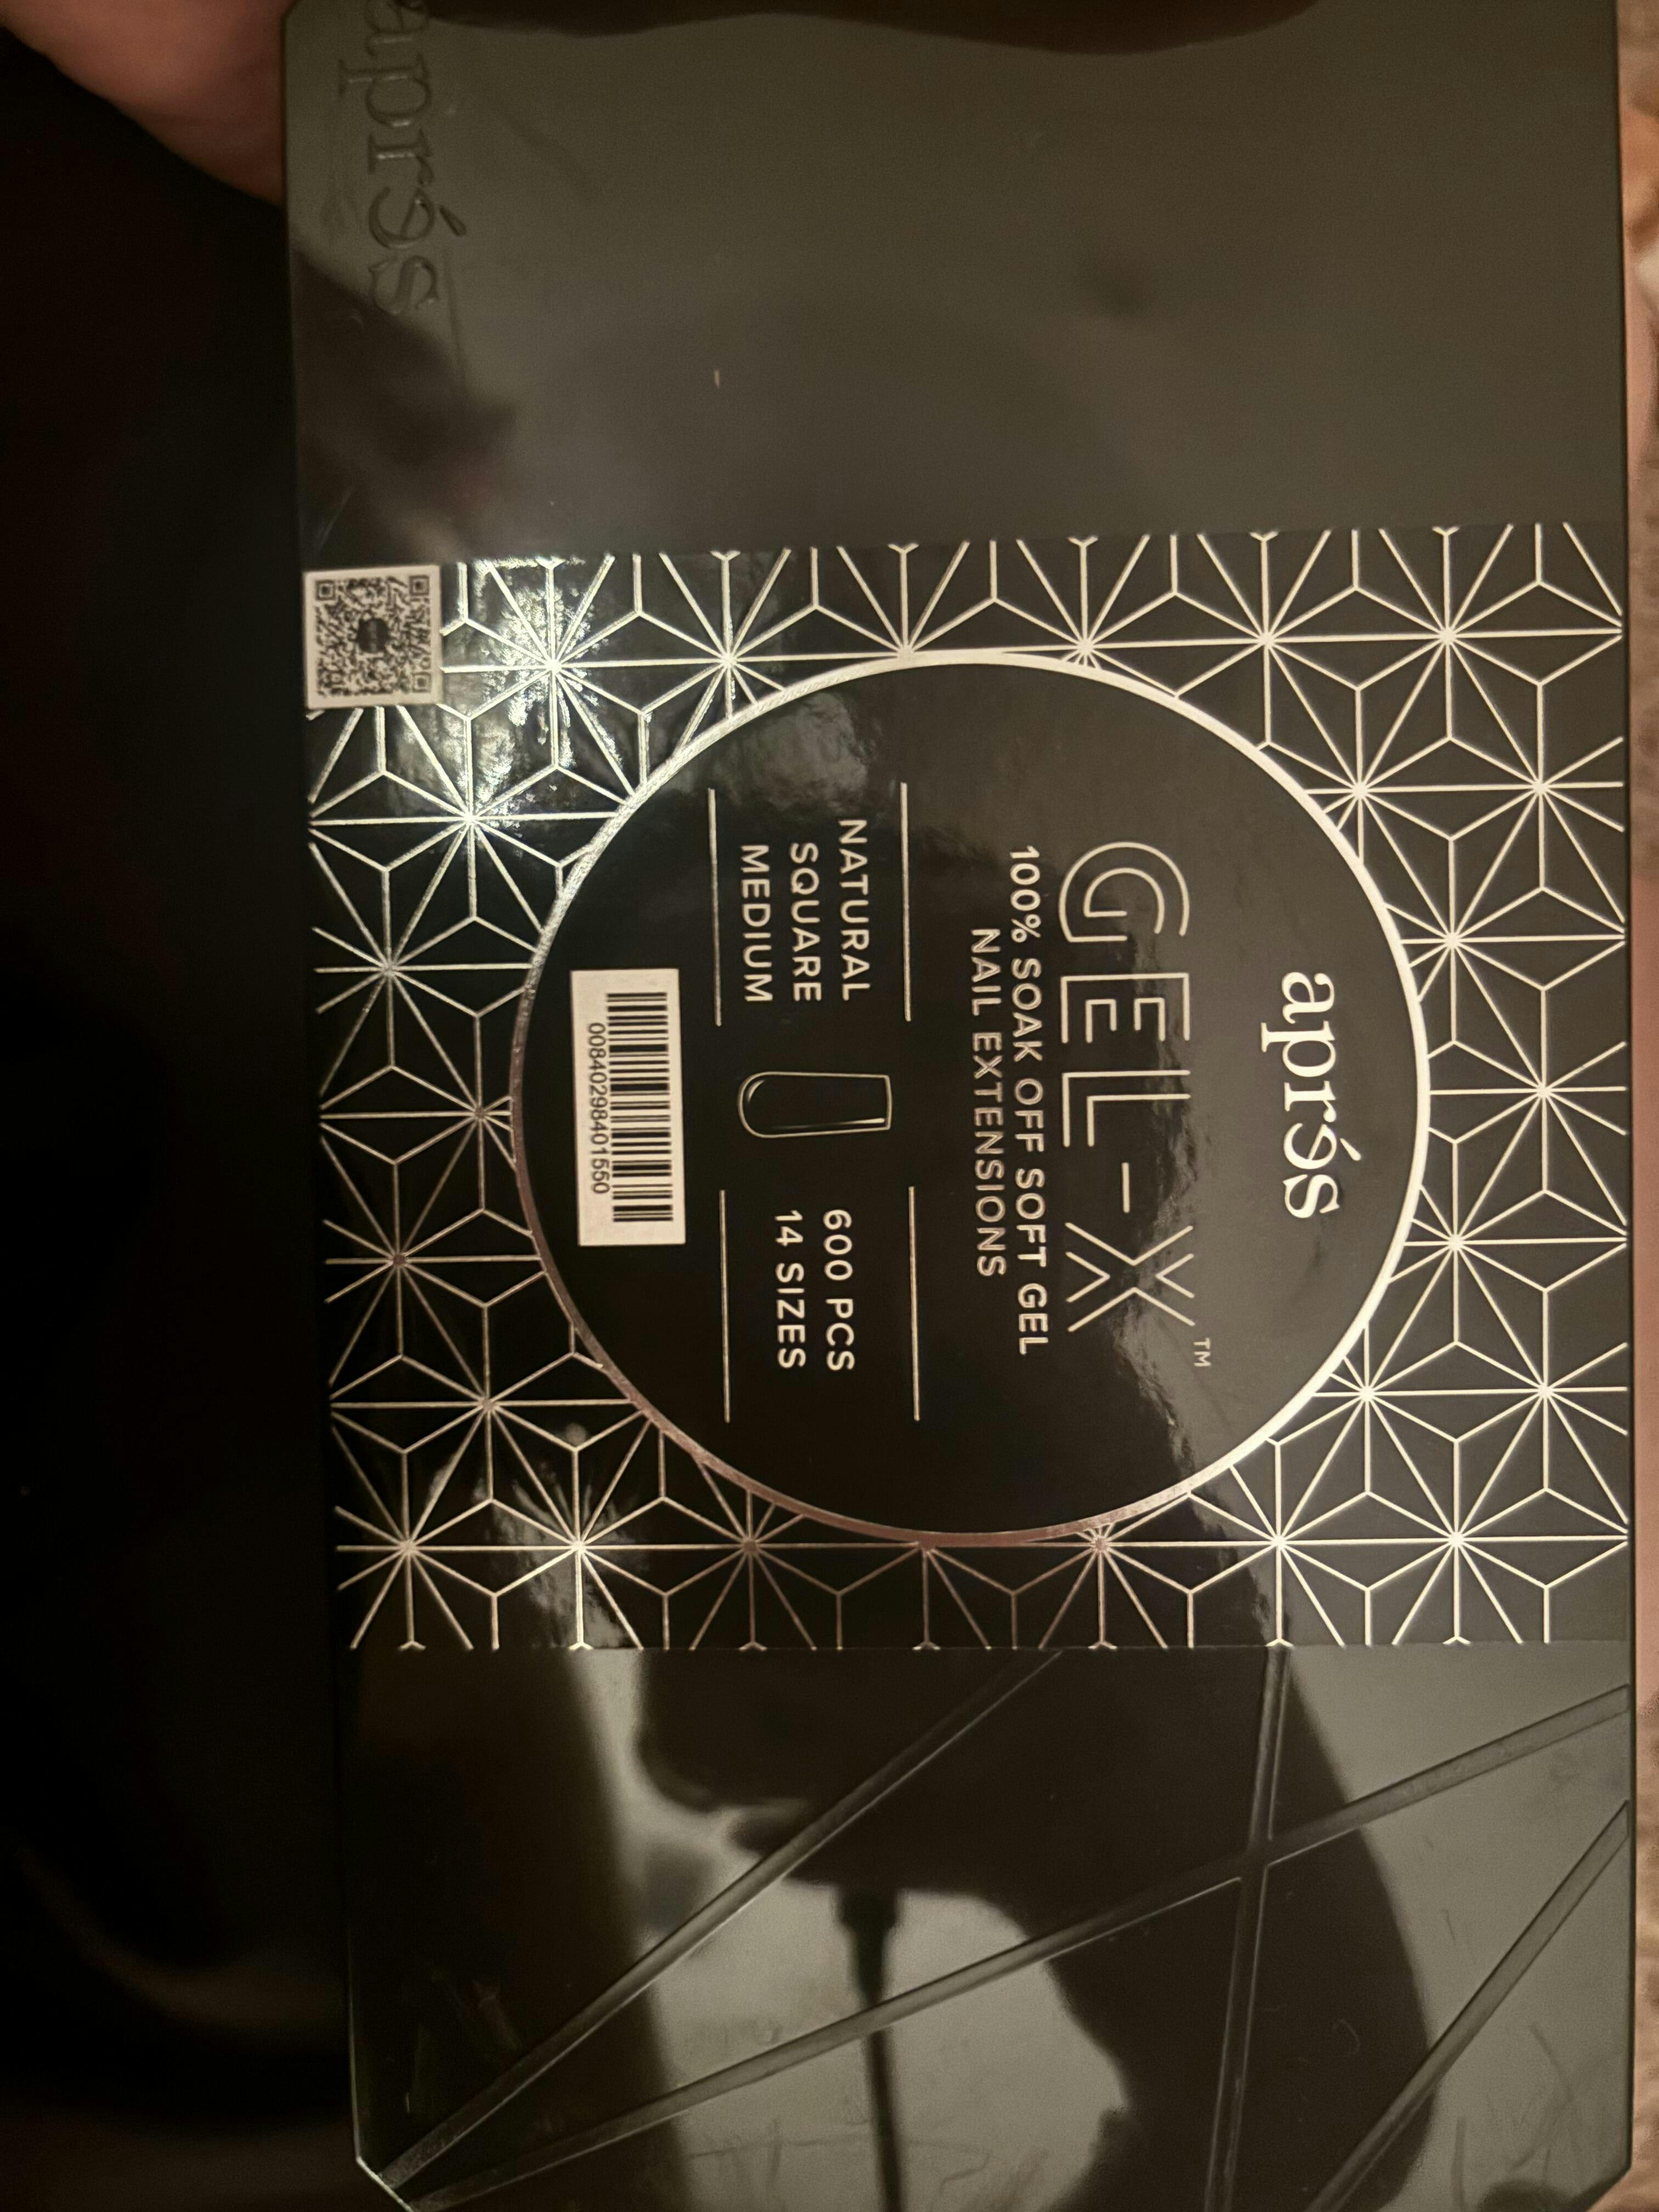 aprés
aprés
GEL-X™
100% SOAK OFF SOFT GEL
NAIL EXTENSIONS
NATURAL
SQUARE
MEDIUM
600 PCS
14 SIZES
00840298401550